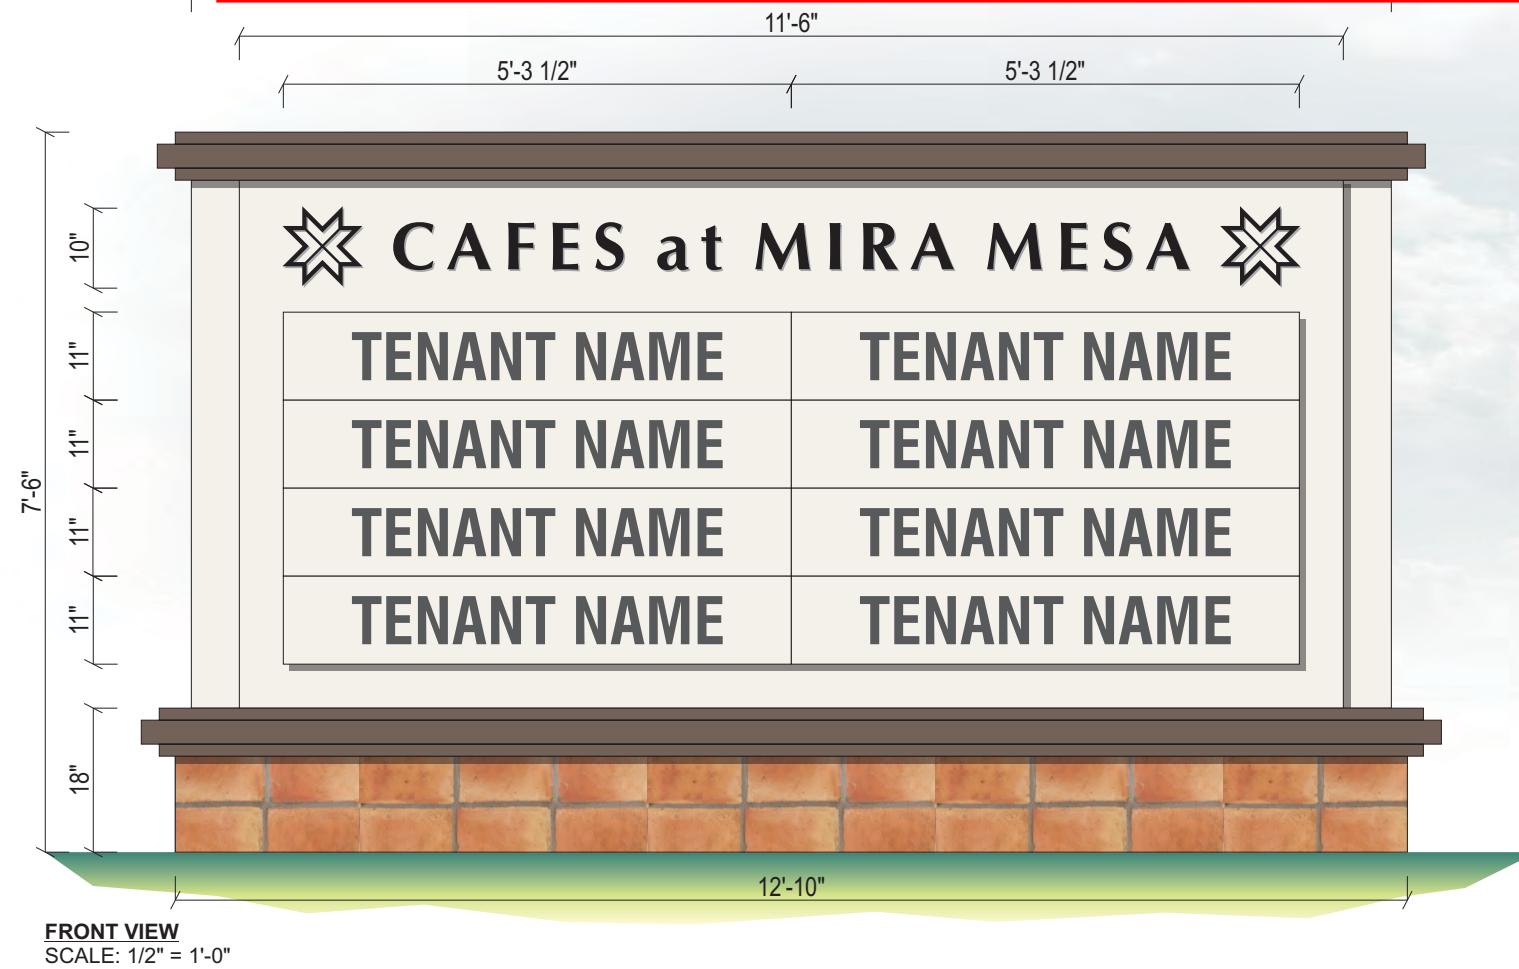 11'-6"
5'-3 1/2" 5'-3 1/2"
10"
CAFES at MIRA MESA
11"
TENANT NAME TENANT NAME
11"
TENANT NAME TENANT NAME
7'-6"
11"
TENANT NAME TENANT NAME
11"
TENANT NAME TENANT NAME
18"
12'-10"
FRONT VIEW
SCALE: 1/2" = 1'-0"